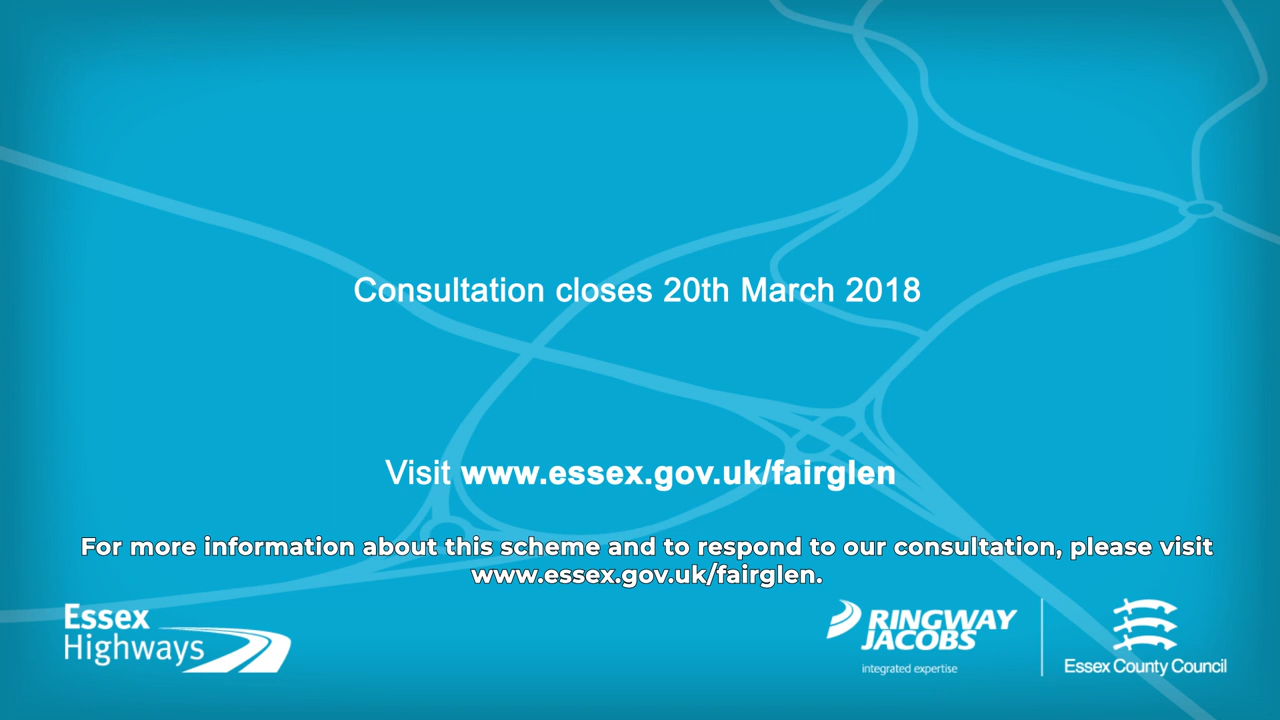 Consultation closes 20th March 2018
Visit www.essex.gov.uk/fairglen
For more information about this scheme and to respond to our consultation, please visit
www.essex.gov.uk/fairglen.
Essex
Highways
RINGWAY
JACOBS
integrated expertise
Essex County Council